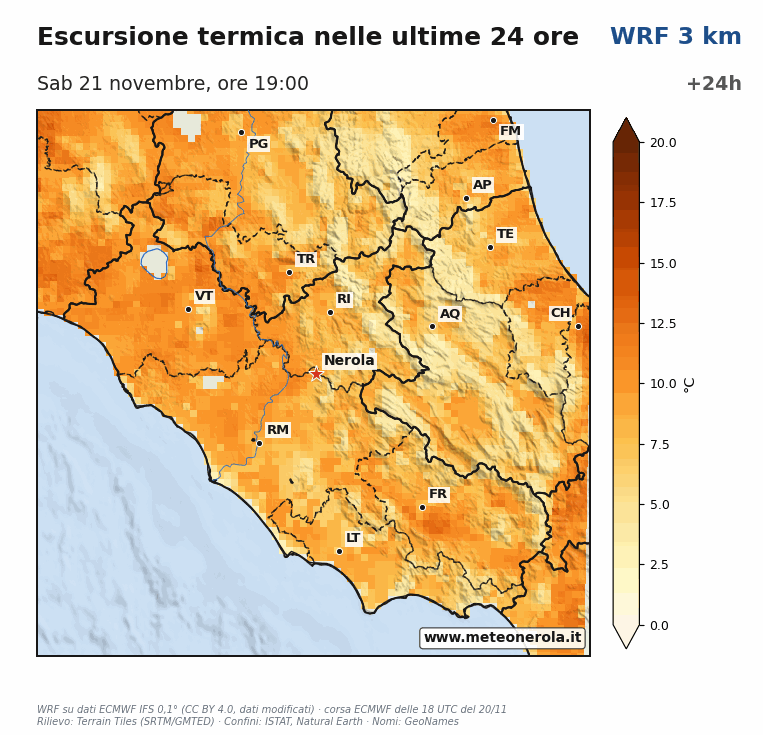 Escursione termica nelle ultime 24 ore
WRF 3 km
Sab 21 novembre, ore 19:00
+24h
FM
PG
AP
TE
TR
VT
RI
AQ
CH
Nerola
RM
FR
LT
www.meteonerola.it
20.0
17.5
15.0
12.5
10.0
7.5
5.0
2.5
0.0
°C
WRF su dati ECMWF IFS 0,1° (CC BY 4.0, dati modificati) · corsa ECMWF delle 18 UTC del 20/11
Rilievo: Terrain Tiles (SRTM/GMTED) · Confini: ISTAT, Natural Earth · Nomi: GeoNames